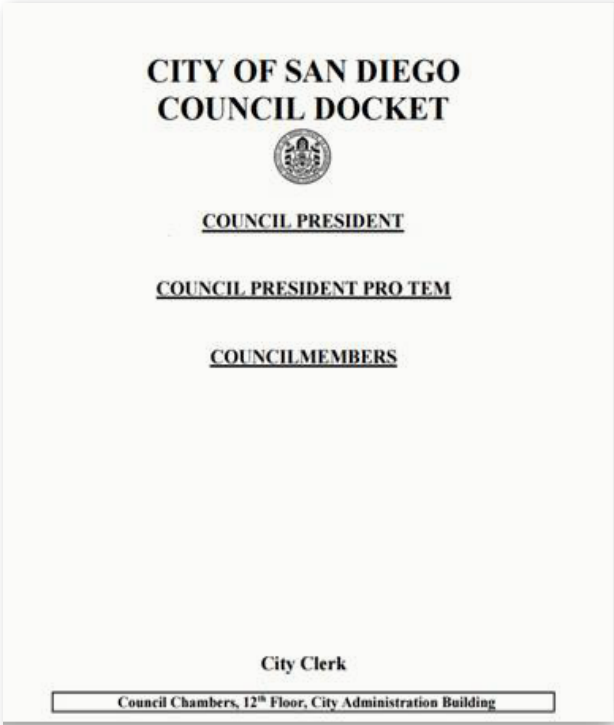 CITY OF SAN DIEGO
COUNCIL DOCKET
COUNCIL PRESIDENT
COUNCIL PRESIDENT PRO TEM
COUNCILMEMBERS
City Clerk
Council Chambers, 12th Floor, City Administration Building